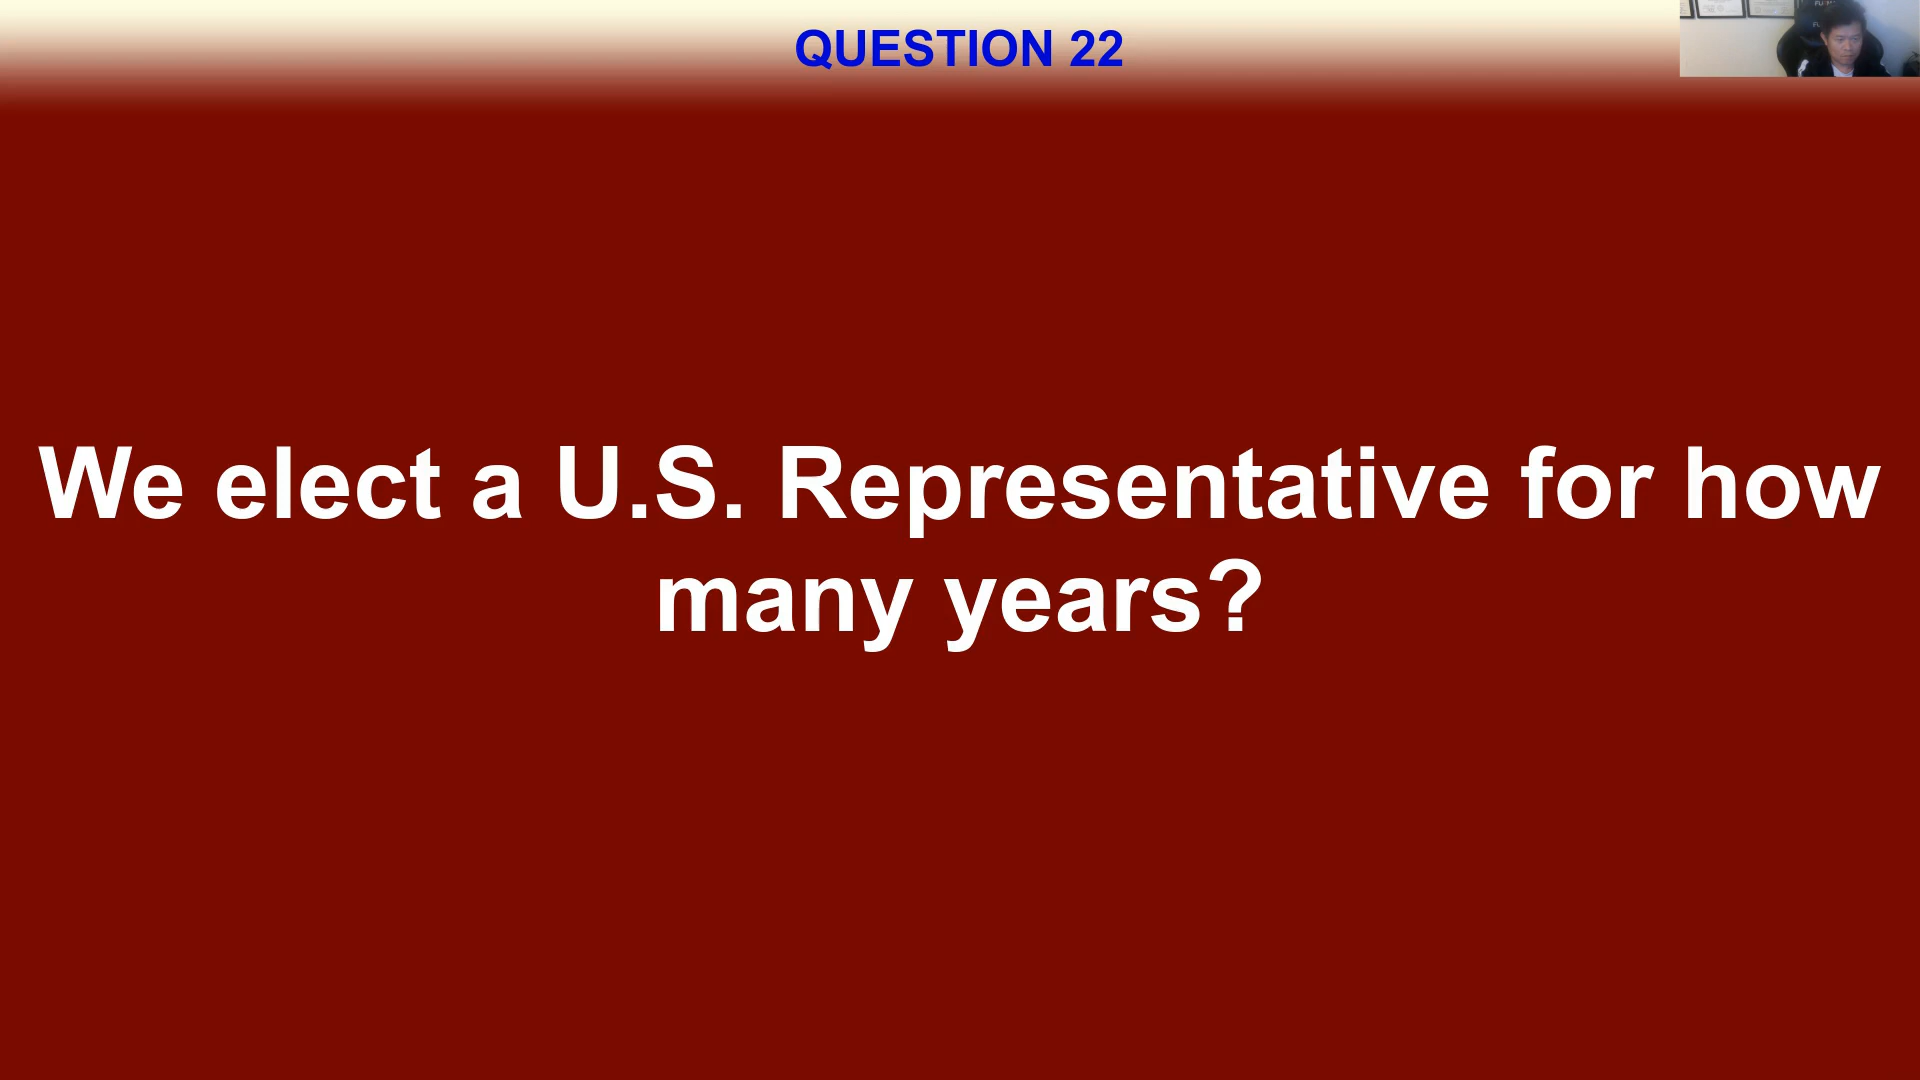 QUESTION 22
We elect a U.S. Representative for how
many years?